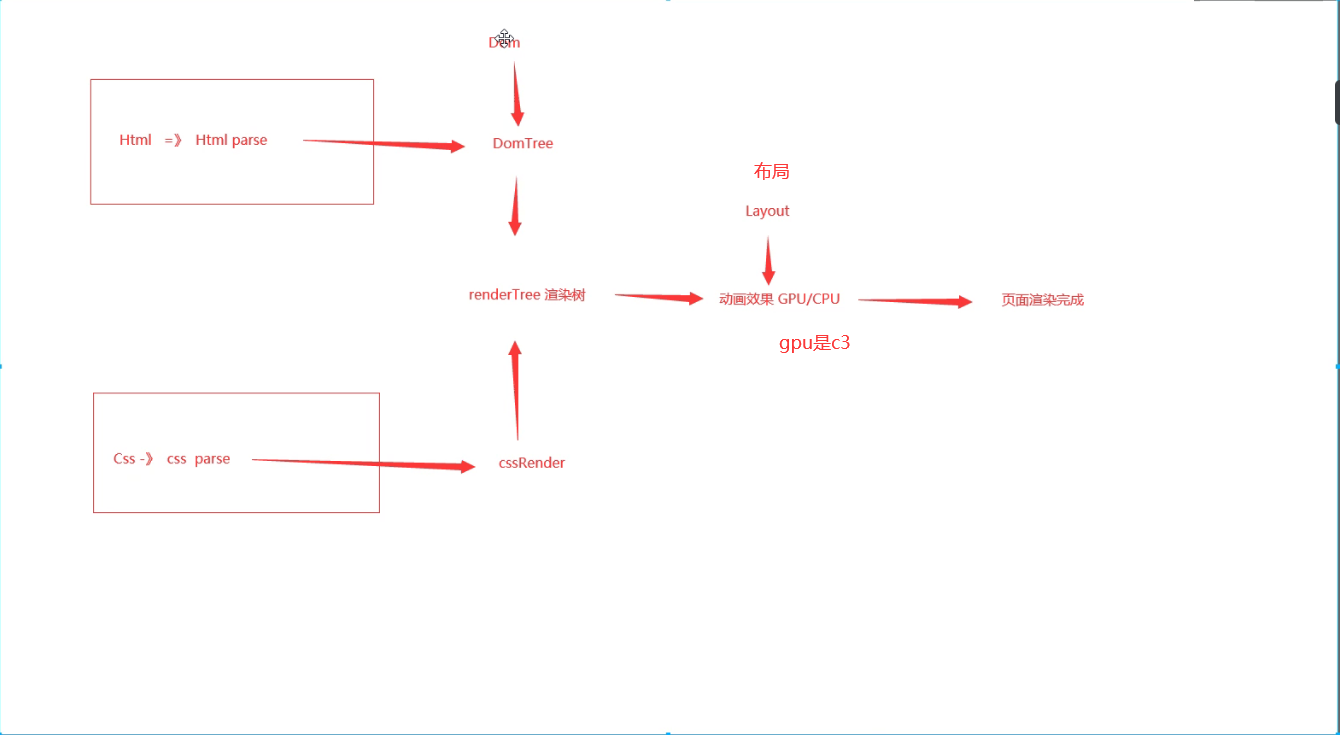 Dom
Html =》 Html parse
DomTree
布局
Layout
renderTree 渲染树
动画效果 GPU/CPU
页面渲染完成
gpu是c3
Css -》 css parse
cssRender